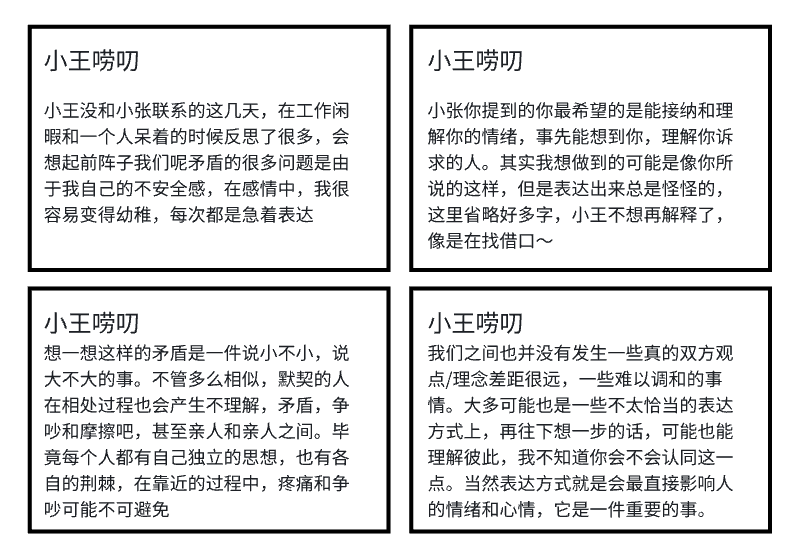 小王唠叨
小王没和小张联系的这几天，在工作闲
暇和一个人呆着的时候反思了很多，会
想起前阵子我们呢矛盾的很多问题是由
于我自己的不安全感，在感情中，我很
容易变得幼稚，每次都是急着表达
小王唠叨
小张你提到的你最希望的是能接纳和理
解你的情绪，事先能想到你，理解你诉
求的人。其实我想做到的可能是像你所
说的这样，但是表达出来总是怪怪的，
这里省略好多字，小王不想再解释了，
像是在找借口～
小王唠叨
想一想这样的矛盾是一件说小不小，说
大不大的事。不管多么相似，默契的人
在相处过程也会产生不理解，矛盾，争
吵和摩擦吧，甚至亲人和亲人之间。毕
竟每个人都有自己独立的思想，也有各
自的荆棘，在靠近的过程中，疼痛和争
吵可能不可避免
小王唠叨
我们之间也并没有发生一些真的双方观
点/理念差距很远，一些难以调和的事
情。大多可能也是一些不太恰当的表达
方式上，再往下想一步的话，可能也能
理解彼此，我不知道你会不会认同这一
点。当然表达方式就是会最直接影响人
的情绪和心情，它是一件重要的事。